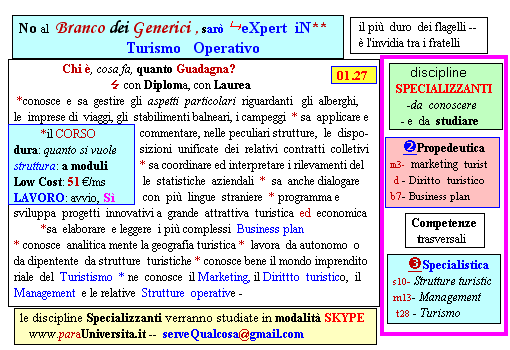 No al Branco dei Generici , sarò ↪eXpert iN**
Turismo Operativo
il più duro dei flagelli --
è l'invidia tra i fratelli
Chi è, cosa fa, quanto Guadagna?
con Diploma, con Laurea
01.27
*conosce e sa gestire gli aspetti particolari riguardanti gli alberghi,
le imprese di viaggi, gli stabilimenti balneari, i campeggi * sa applicare e
commentare, nelle peculiari strutture, le dispo-
sizioni unificate dei relativi contratti colletivi
* sa coordinare ed interpretare i rilevamenti del
le statistiche aziendali * sa anche dialogare
con più lingue straniere * programma e
sviluppa progetti innovativi a grande attrattiva turistica ed economica
*sa elaborare e leggere i più complessi Business plan
* conosce analitica mente la geografia turistica * lavora da autonomo o
da dipentente da strutture turistiche * conosce bene il mondo imprendito
riale del Turistismo * ne conosce il Marketing, il Diritto turistico, il
Management e le relative Strutture operative -
*il CORSO
dura: quanto si vuole
struttura: a moduli
Low Cost: 51 €/ms
LAVORO: avvio, Si
discipline
SPECIALIZZANTI
-da conoscere
- e da studiare
❷Propedeutica
m3- marketing turist
d - Diritto turistico
b7- Business plan
Competenze
trasversali
❸Specialistica
s10- Strutture turistic
m13- Management
t28 - Turismo
le discipline Specializzanti verranno studiate in modalità SKYPE
www.paraUniversita.it -- serveQualcosa@gmail.com